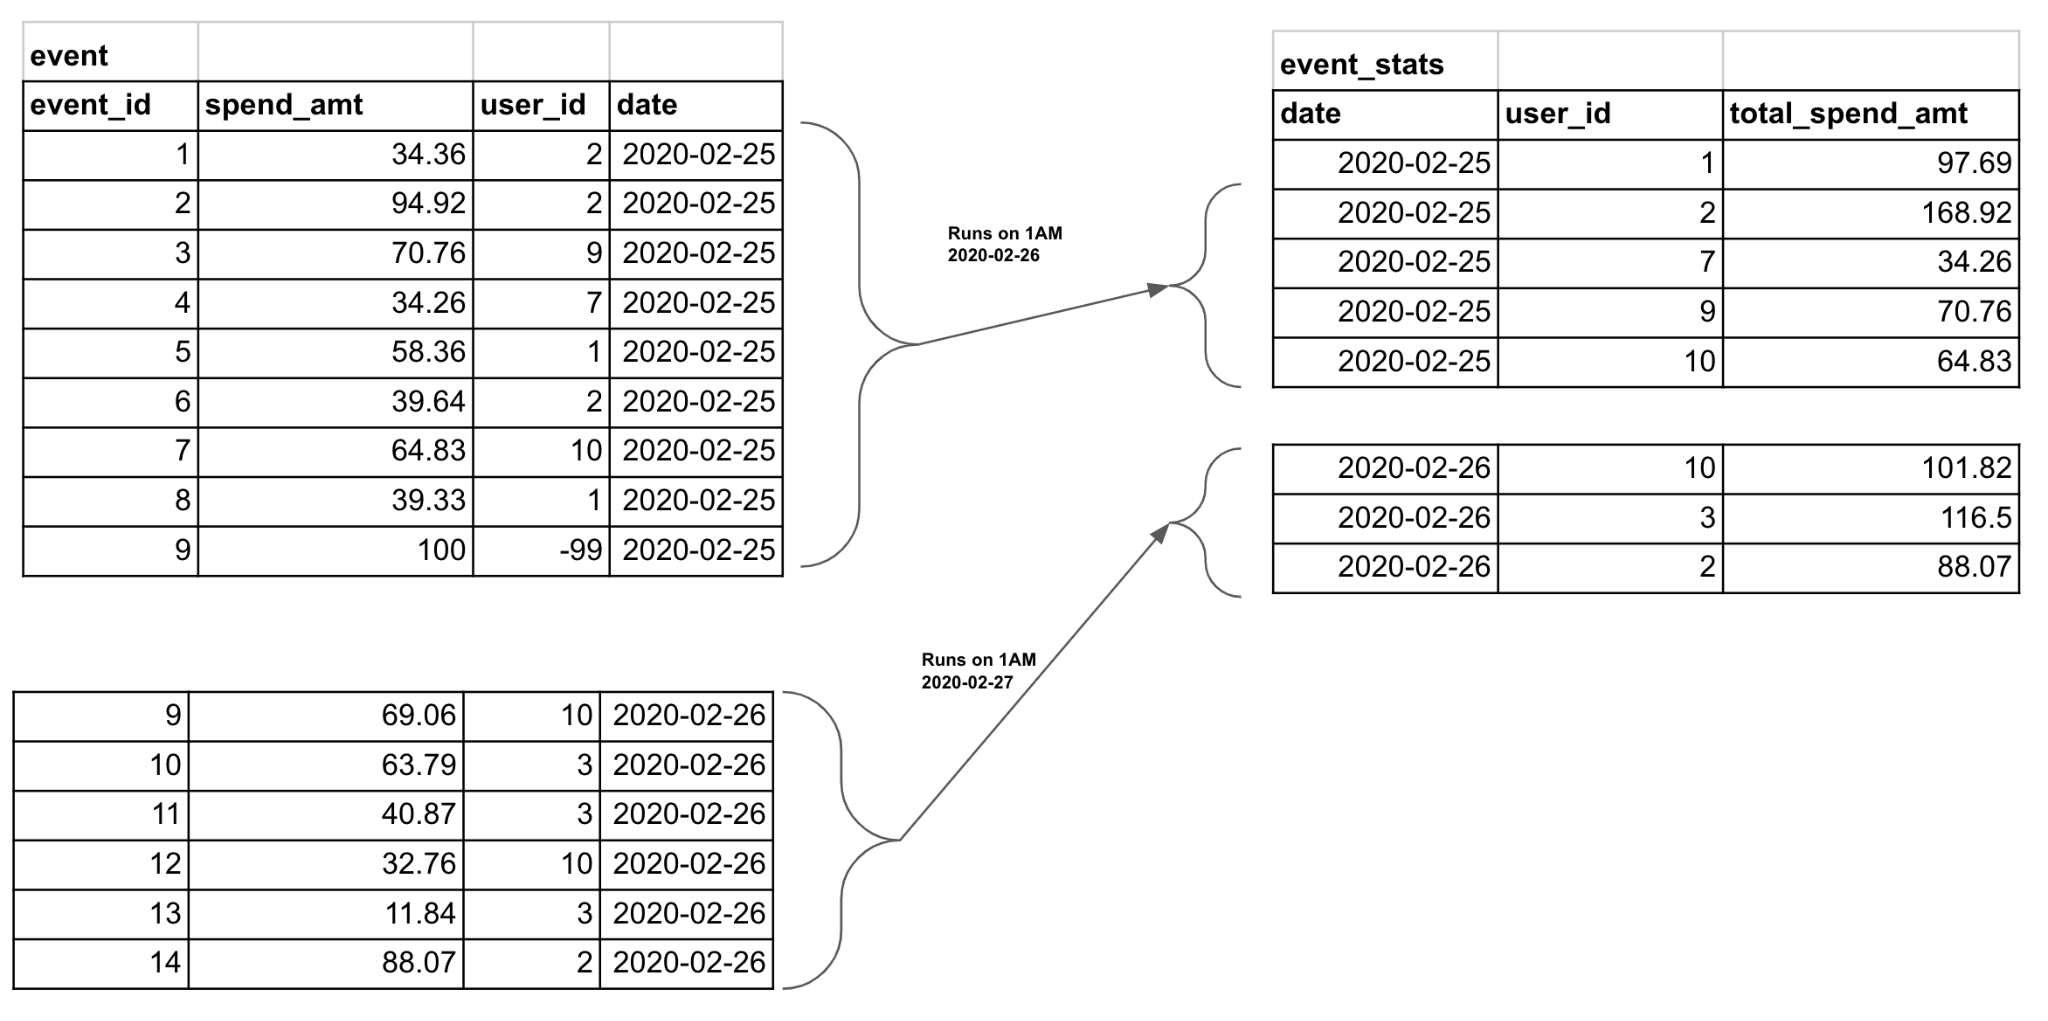 event
event_id spend_amt user_id date
1 34.36 2 2020-02-25
2 94.92 2 2020-02-25
3 70.76 9 2020-02-25
4 34.26 7 2020-02-25
5 58.36 1 2020-02-25
6 39.64 2 2020-02-25
7 64.83 10 2020-02-25
8 39.33 1 2020-02-25
9 100 -99 2020-02-25
Runs on 1AM
2020-02-26
event_stats
date user_id total_spend_amt
2020-02-25 1 97.69
2020-02-25 2 168.92
2020-02-25 7 34.26
2020-02-25 9 70.76
2020-02-25 10 64.83
9 69.06 10 2020-02-26
10 63.79 3 2020-02-26
11 40.87 3 2020-02-26
12 32.76 10 2020-02-26
13 11.84 3 2020-02-26
14 88.07 2 2020-02-26
Runs on 1AM
2020-02-27
2020-02-26 10 101.82
2020-02-26 3 116.5
2020-02-26 2 88.07